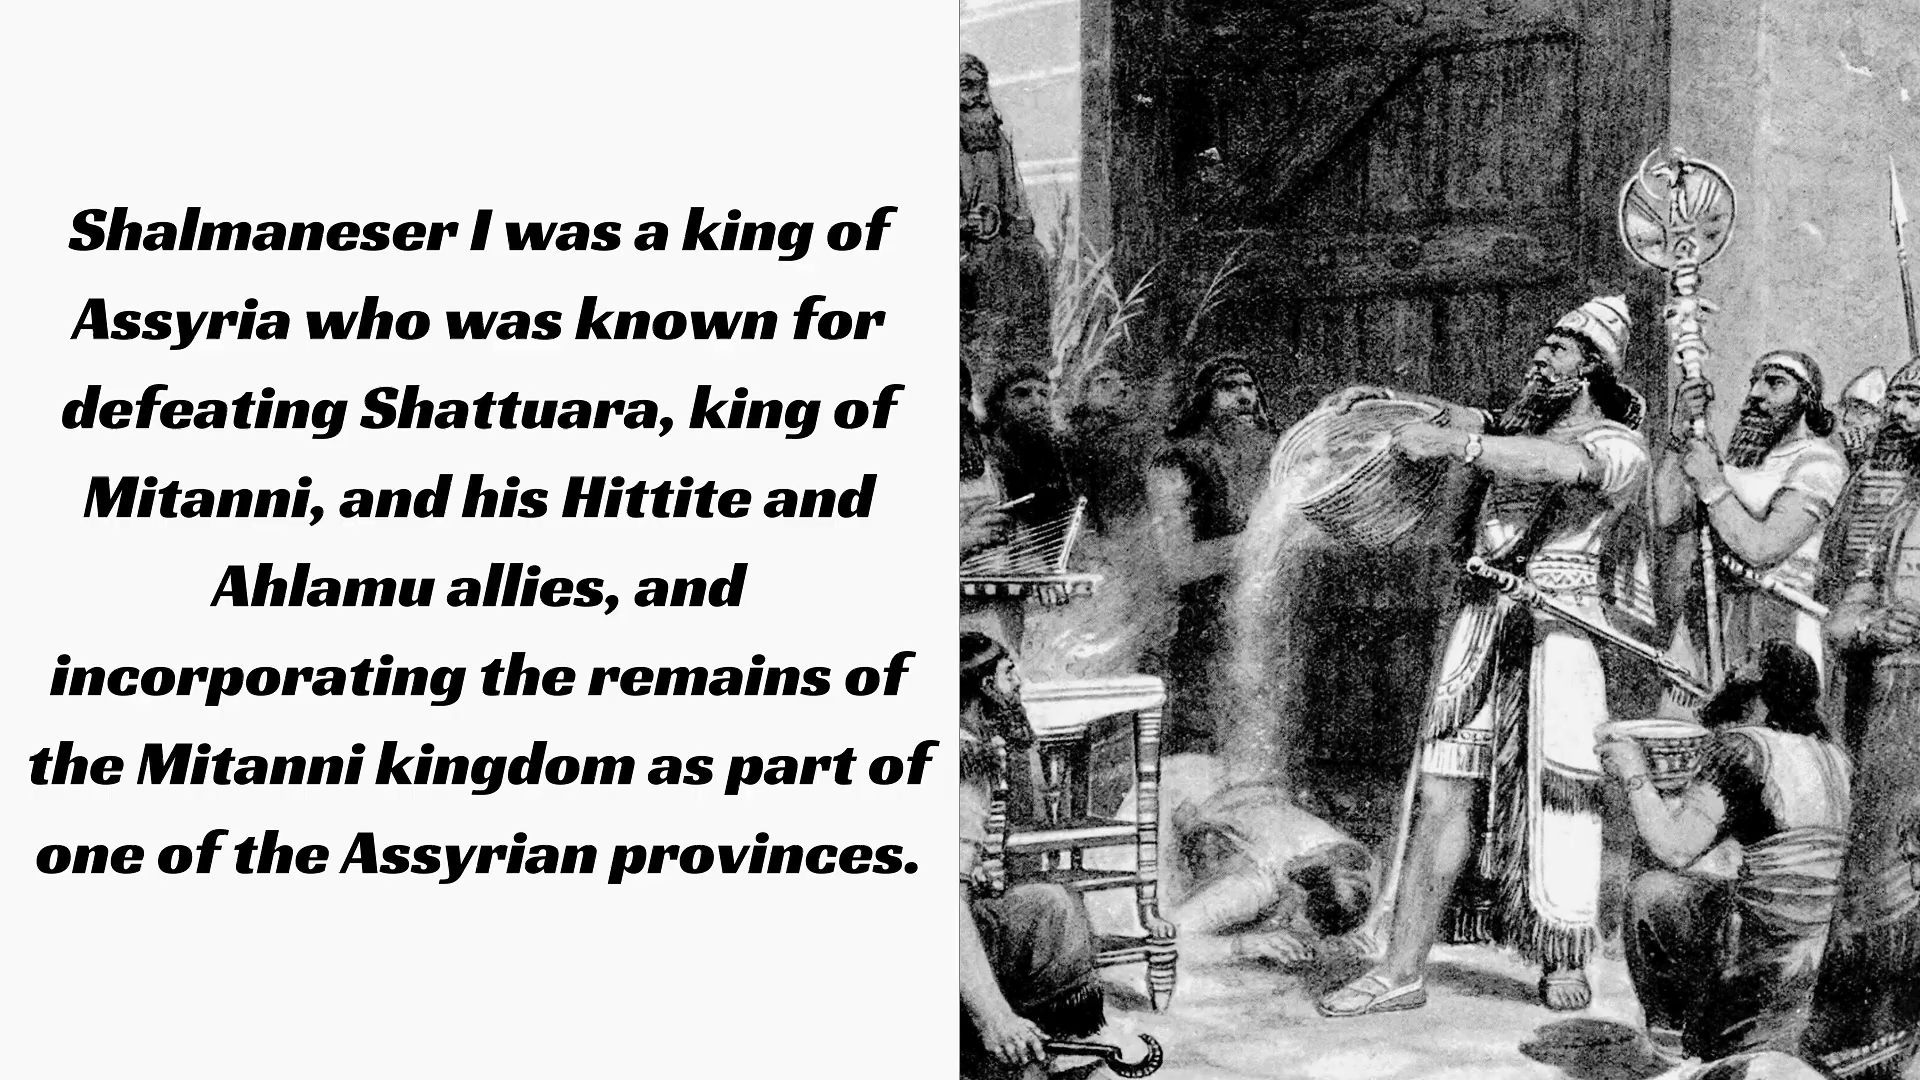 Shalmaneser I was a king of
Assyria who was known for
defeating Shattuara, king of
Mitanni, and his Hittite and
Ahlamu allies, and
incorporating the remains of
the Mitanni kingdom as part of
one of the Assyrian provinces.